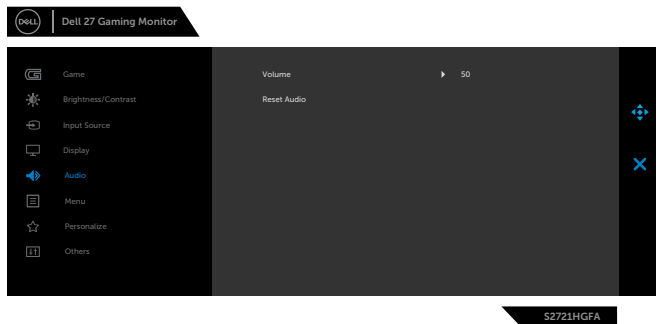 DELL Dell 27 Gaming Monitor
Game
Volume 50
Brightness/Contrast
Reset Audio
Input Source
Display
Audio
Menu
Personalize
Others
S2721HGFA